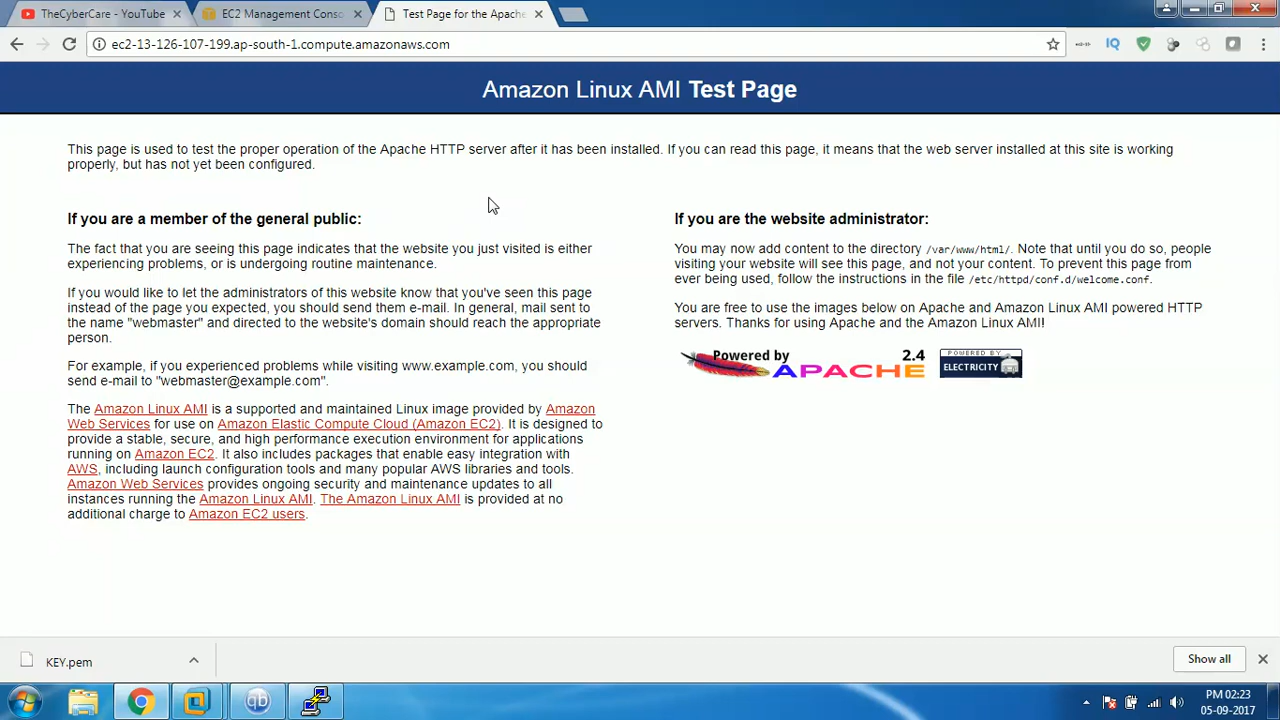 TheCyberCare - YouTube
EC2 Management Conso
Test Page for the Apache
ec2-13-126-107-199.ap-south-1.compute.amazonaws.com
IQ
Amazon Linux AMI Test Page
This page is used to test the proper operation of the Apache HTTP server after it has been installed. If you can read this page, it means that the web server installed at this site is working
properly, but has not yet been configured.
If you are a member of the general public:
The fact that you are seeing this page indicates that the website you just visited is either
experiencing problems, or is undergoing routine maintenance.
If you would like to let the administrators of this website know that you've seen this page
instead of the page you expected, you should send them e-mail. In general, mail sent to
the name "webmaster" and directed to the website's domain should reach the appropriate
person.
For example, if you experienced problems while visiting www.example.com, you should
send e-mail to "webmaster@example.com".
The Amazon Linux AMI is a supported and maintained Linux image provided by Amazon
Web Services for use on Amazon Elastic Compute Cloud (Amazon EC2). It is designed to
provide a stable, secure, and high performance execution environment for applications
running on Amazon EC2. It also includes packages that enable easy integration with
AWS, including launch configuration tools and many popular AWS libraries and tools.
Amazon Web Services provides ongoing security and maintenance updates to all
instances running the Amazon Linux AMI. The Amazon Linux AMI is provided at no
additional charge to Amazon EC2 users.
If you are the website administrator:
You may now add content to the directory /var/www/html/. Note that until you do so, people
visiting your website will see this page, and not your content. To prevent this page from
ever being used, follow the instructions in the file /etc/httpd/conf.d/welcome.conf.
You are free to use the images below on Apache and Amazon Linux AMI powered HTTP
servers. Thanks for using Apache and the Amazon Linux AMI!
Powered by 2.4
APACHE
POWERED BY
ELECTRICITY
KEY.pem
Show all
qb
PM 02:23
05-09-2017